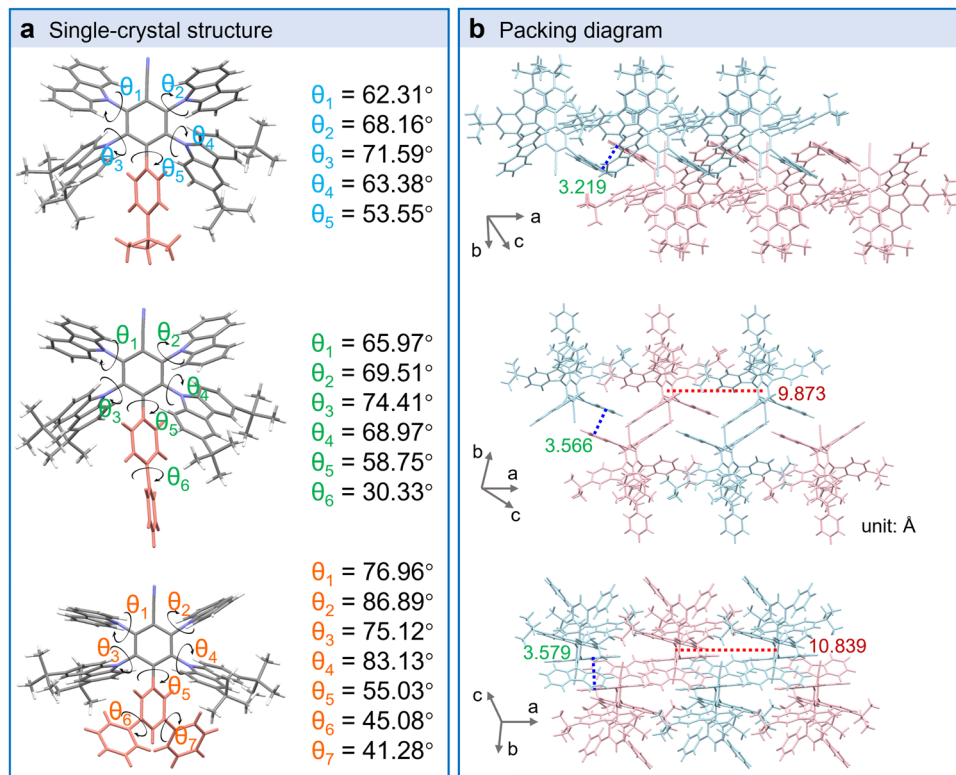 a Single-crystal structure
θ1 θ2 θ3 θ4 θ5
θ1 = 62.31°
θ2 = 68.16°
θ3 = 71.59°
θ4 = 63.38°
θ5 = 53.55°
θ1 θ2 θ3 θ4 θ5 θ6
θ1 = 65.97°
θ2 = 69.51°
θ3 = 74.41°
θ4 = 68.97°
θ5 = 58.75°
θ6 = 30.33°
θ1 θ2 θ3 θ4 θ5 θ6 θ7
θ1 = 76.96°
θ2 = 86.89°
θ3 = 75.12°
θ4 = 83.13°
θ5 = 55.03°
θ6 = 45.08°
θ7 = 41.28°
b Packing diagram
3.219
a
b c
9.873
3.566
b
a
c
unit: Å
3.579 10.839
c
a
b